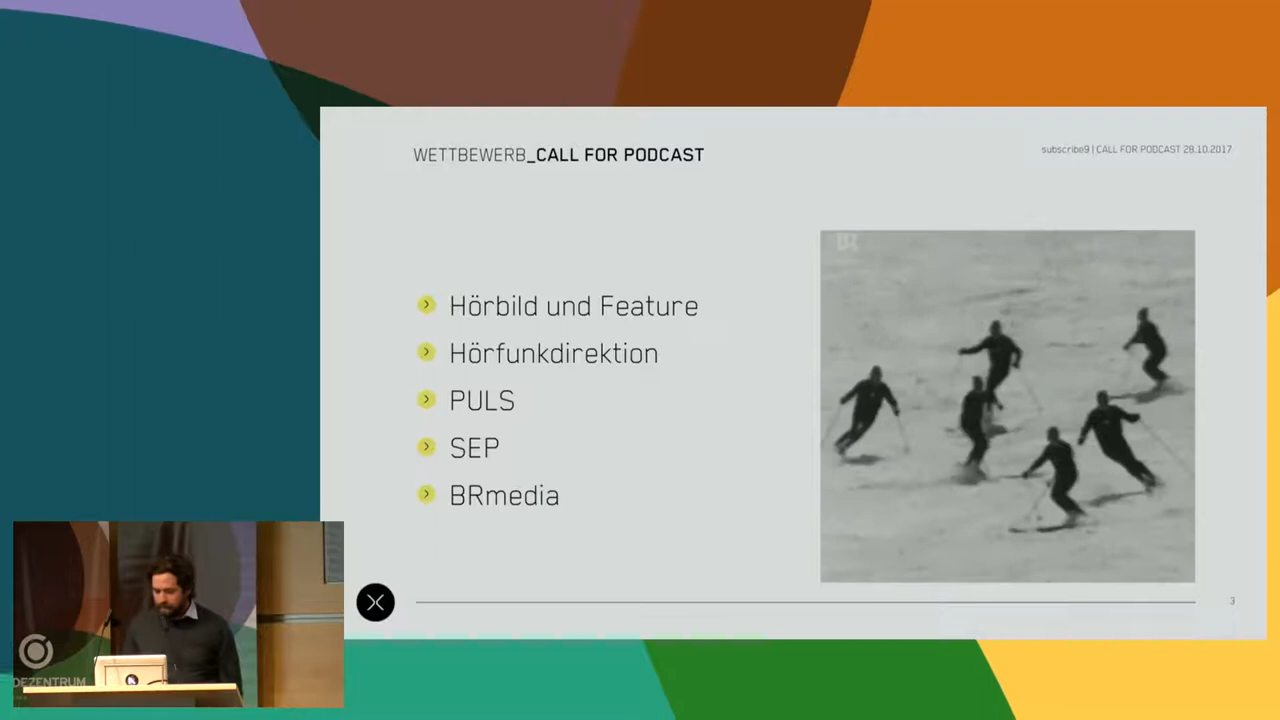 WETTBEWERB_CALL FOR PODCAST
subscribe9 | CALL FOR PODCAST 28.10.2017
BR
Hörbild und Feature
Hörfunkdirektion
PULS
SEP
BRmedia
3
DEZENTRUM